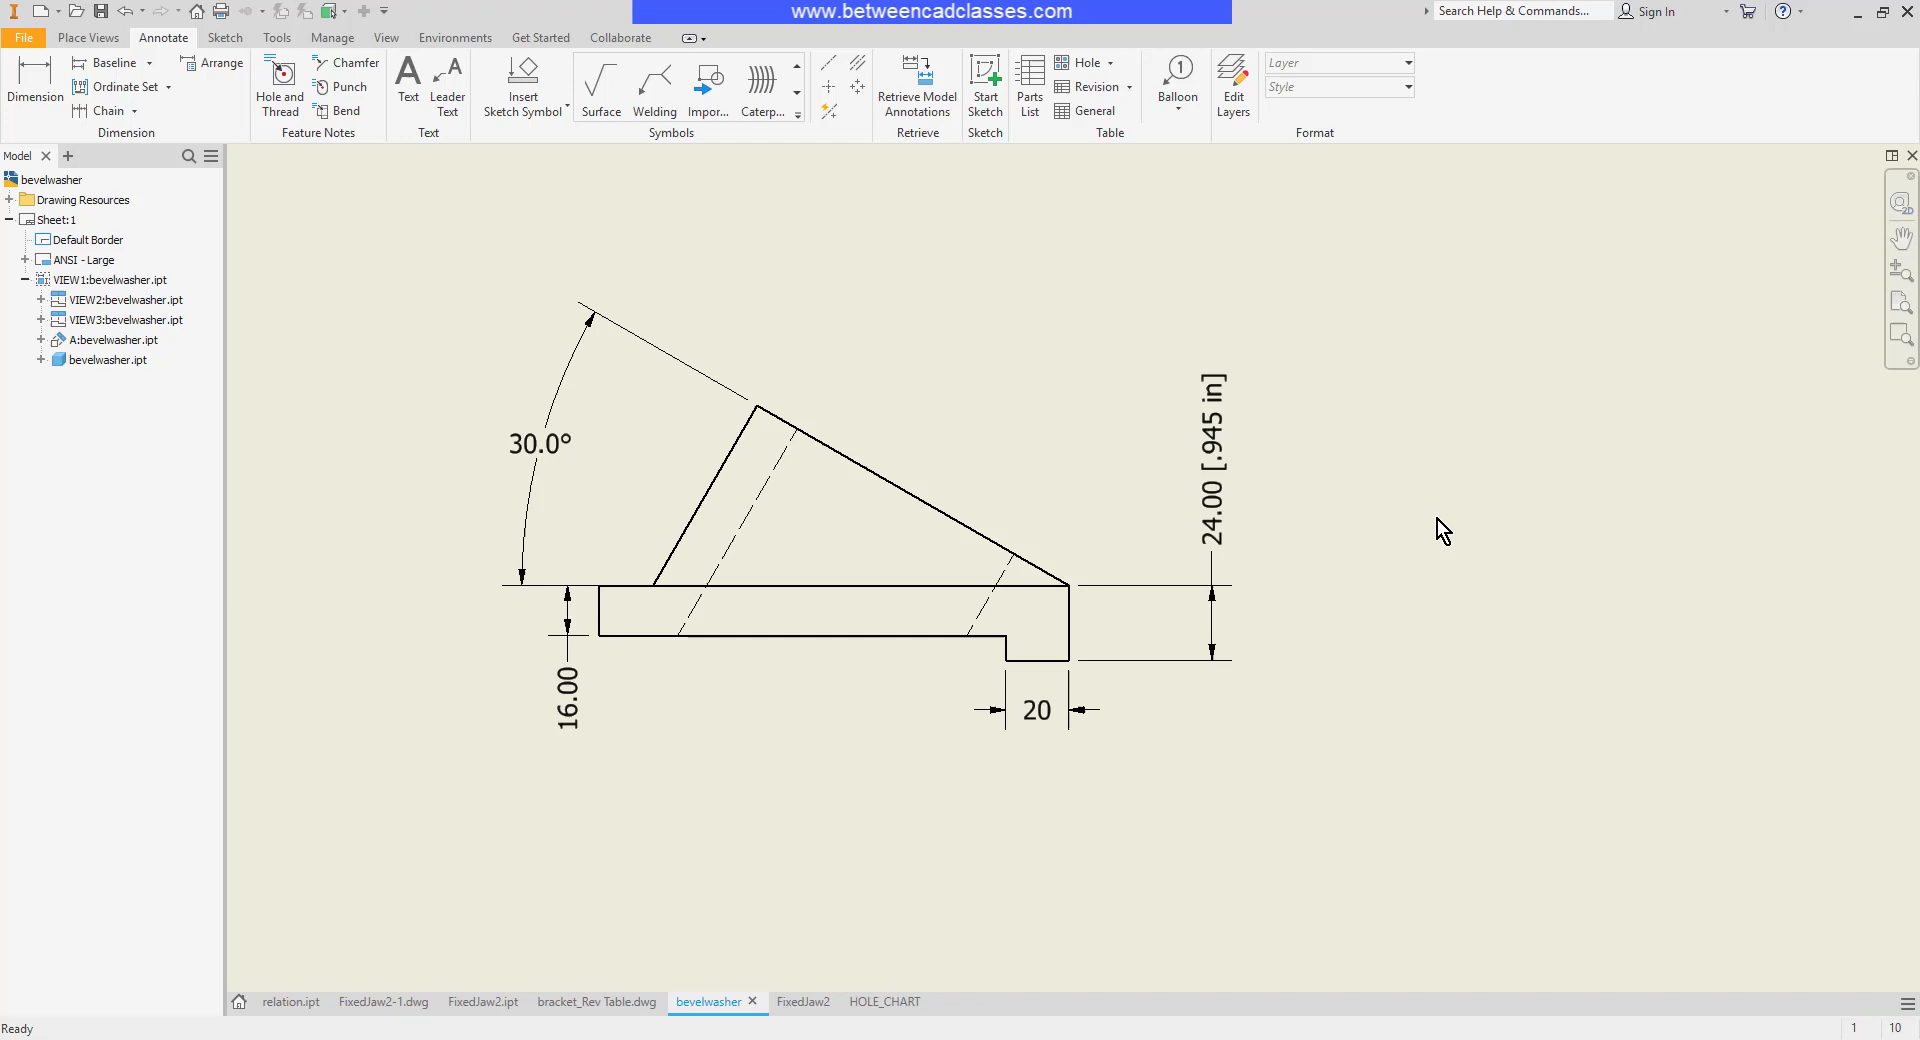 www.betweencadclasses.com
Search Help & Commands...
Sign In
File
Place Views
Annotate
Sketch
Tools
Manage
View
Environments
Get Started
Collaborate
Dimension
Baseline
Ordinate Set
Chain
Arrange
Dimension
Hole and
Thread
Chamfer
Punch
Bend
Feature Notes
Text
Leader
Text
Text
Insert
Sketch Symbol
Surface
Welding
Impor...
Caterp...
Symbols
Retrieve Model
Annotations
Retrieve
Start
Sketch
Sketch
Parts
List
Hole
Revision
General
Table
Balloon
1
Edit
Layers
Layer
Style
Format
Model
bevelwasher
Drawing Resources
Sheet:1
Default Border
ANSI - Large
VIEW1:bevelwasher.ipt
VIEW2:bevelwasher.ipt
VIEW3:bevelwasher.ipt
A:bevelwasher.ipt
bevelwasher.ipt
30.0°
24.00 [.945 in]
16.00
20
relation.ipt
FixedJaw2-1.dwg
FixedJaw2.ipt
bracket_Rev Table.dwg
bevelwasher
FixedJaw2
HOLE_CHART
Ready
1
10